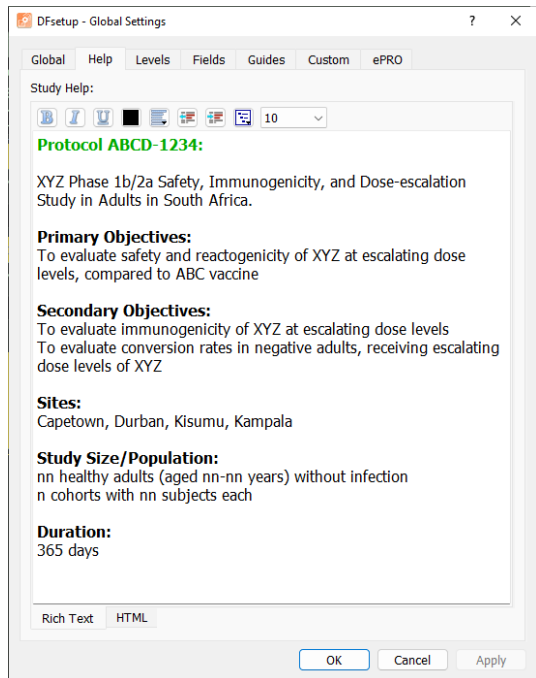 DFsetup - Global Settings
?
Global Help Levels Fields Guides Custom ePRO
Study Help:
B I U 10
Protocol ABCD-1234:
XYZ Phase 1b/2a Safety, Immunogenicity, and Dose-escalation
Study in Adults in South Africa.
Primary Objectives:
To evaluate safety and reactogenicity of XYZ at escalating dose
levels, compared to ABC vaccine
Secondary Objectives:
To evaluate immunogenicity of XYZ at escalating dose levels
To evaluate conversion rates in negative adults, receiving escalating
dose levels of XYZ
Sites:
Capetown, Durban, Kisumu, Kampala
Study Size/Population:
nn healthy adults (aged nn-nn years) without infection
n cohorts with nn subjects each
Duration:
365 days
Rich Text HTML
OK Cancel Apply